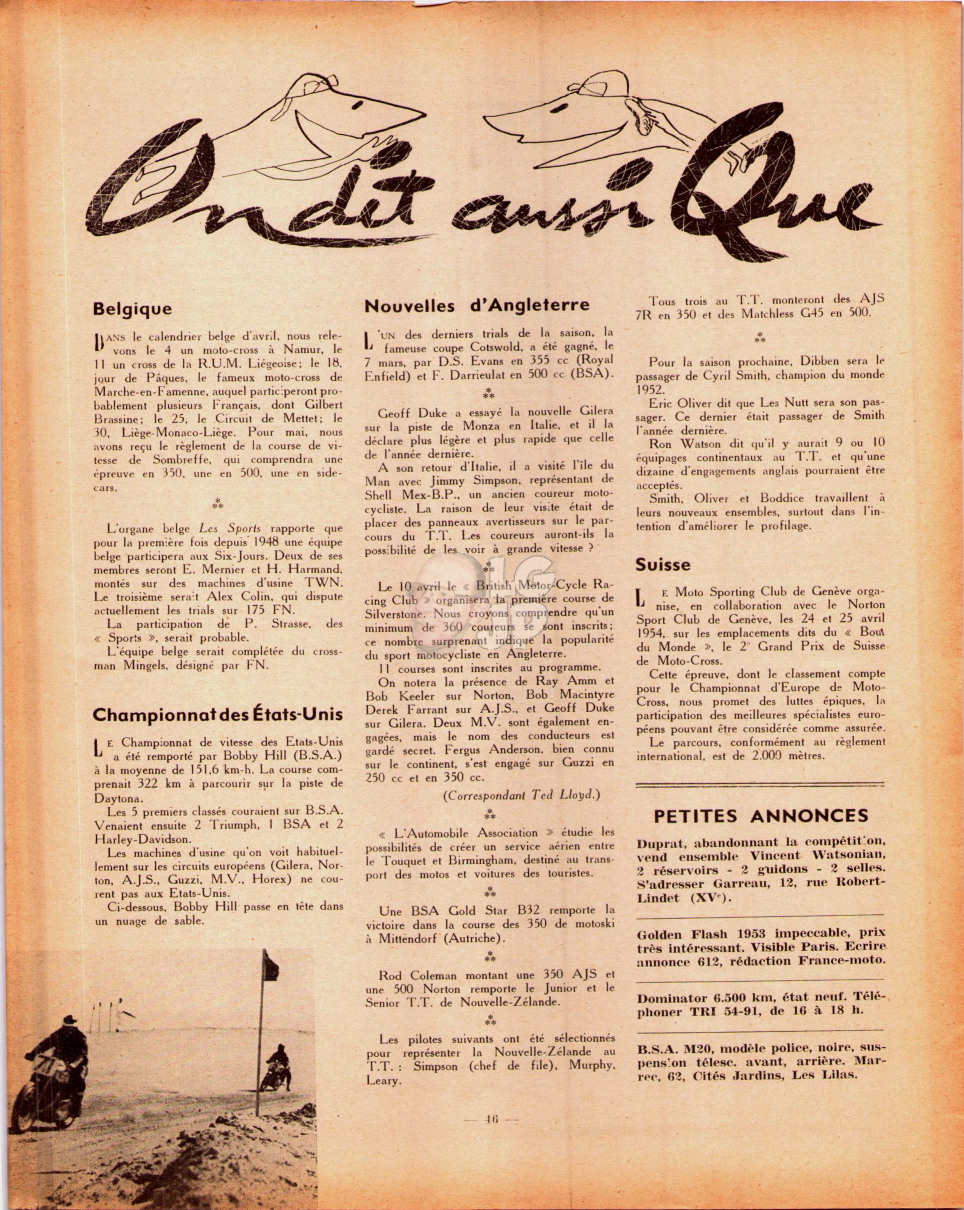 On dit aussi Que
Belgique
DANS le calendrier belge d'avril, nous rele-
vons le 4 un moto-cross à Namur, le
11 un cross de la R.U.M. Liégeoise ; le 18,
jour de Pâques, le fameux moto-cross de
Marche-en-Famenne, auquel participeront pro-
bablement plusieurs Français, dont Gilbert
Brassine ; le 25, le Circuit de Mettet ; le
30, Liège-Monaco-Liège. Pour mai, nous
avons reçu le règlement de la course de vi-
tesse de Sombreffe, qui comprendra une
épreuve en 350, une en 500, une en side-
cars.
***
L'organe belge Les Sports rapporte que
pour la première fois depuis 1948 une équipe
belge participera aux Six-Jours. Deux de ses
membres seront E. Mernier et H. Harmand,
montés sur des machines d'usine TWN.
Le troisième serait Alex Colin, qui dispute
actuellement les trials sur 175 FN.
La participation de P. Strasse, des
« Sports », serait probable.
L'équipe belge serait complétée du cross-
man Mingels, désigné par FN.
Championnat des États-Unis
LE Championnat de vitesse des Etats-Unis
a été remporté par Bobby Hill (B.S.A.)
à la moyenne de 151,6 km-h. La course com-
prenait 322 km à parcourir sur la piste de
Daytona.
Les 5 premiers classés couraient sur B.S.A.
Venaient ensuite 2 Triumph, 1 BSA et 2
Harley-Davidson.
Les machines d'usine qu'on voit habituel-
lement sur les circuits européens (Gilera, Nor-
ton, A.J.S., Guzzi, M.V., Horex) ne cou-
rent pas aux Etats-Unis.
Ci-dessous, Bobby Hill passe en tête dans
un nuage de sable.
Nouvelles d'Angleterre
L'UN des derniers trials de la saison, la
fameuse coupe Cotswold, a été gagné, le
7 mars, par D.S. Evans en 355 cc (Royal
Enfield) et F. Darrieulat en 500 cc (BSA).
***
Geoff Duke a essayé la nouvelle Gilera
sur la piste de Monza en Italie, et il la
déclare plus légère et plus rapide que celle
de l'année dernière.
A son retour d'Italie, il a visité l'île du
Man avec Jimmy Simpson, représentant de
Shell Mex-B.P., un ancien coureur moto-
cycliste. La raison de leur visite était de
placer des panneaux avertisseurs sur le par-
cours du T.T. Les coureurs auront-ils la
possibilité de les voir à grande vitesse ?
***
Le 10 avril le « British Motor-Cycle Ra-
cing Club » organisera la première course de
Silverstone. Nous croyons comprendre qu'un
minimum de 360 coureurs se sont inscrits ;
ce nombre surprenant indique la popularité
du sport motocycliste en Angleterre.
11 courses sont inscrites au programme.
On notera la présence de Ray Amm et
Bob Keeler sur Norton, Bob Macintyre
Derek Farrant sur A.J.S., et Geoff Duke
sur Gilera. Deux M.V. sont également en-
gagées, mais le nom des conducteurs est
gardé secret. Fergus Anderson, bien connu
sur le continent, s'est engagé sur Guzzi en
250 cc et en 350 cc.
(Correspondant Ted Lloyd.)
***
« L'Automobile Association » étudie les
possibilités de créer un service aérien entre
le Touquet et Birmingham, destiné au trans-
port des motos et voitures des touristes.
***
Une BSA Gold Star B32 remporte la
victoire dans la course des 350 de motoski
à Mittendorf (Autriche).
***
Rod Coleman montant une 350 AJS et
une 500 Norton remporte le Junior et le
Senior T.T. de Nouvelle-Zélande.
***
Les pilotes suivants ont été sélectionnés
pour représenter la Nouvelle-Zélande au
T.T. : Simpson (chef de file), Murphy,
Leary.
Tous trois au T.T. monteront des AJS
7R en 350 et des Matchless G45 en 500.
***
Pour la saison prochaine, Dibben sera le
passager de Cyril Smith, champion du monde
1952.
Eric Oliver dit que Les Nutt sera son pas-
sager. Ce dernier était passager de Smith
l'année dernière.
Ron Watson dit qu'il y aurait 9 ou 10
équipages continentaux au T.T. et qu'une
dizaine d'engagements anglais pourraient être
acceptés.
Smith, Oliver et Boddice travaillent à
leurs nouveaux ensembles, surtout dans l'in-
tention d'améliorer le profilage.
Suisse
LE Moto Sporting Club de Genève orga-
nise, en collaboration avec le Norton
Sport Club de Genève, les 24 et 25 avril
1954, sur les emplacements dits du « Bout
du Monde », le 2e Grand Prix de Suisse
de Moto-Cross.
Cette épreuve, dont le classement compte
pour le Championnat d'Europe de Moto-
Cross, nous promet des luttes épiques, la
participation des meilleures spécialistes euro-
péens pouvant être considérée comme assurée.
Le parcours, conformément au règlement
international, est de 2.000 mètres.
PETITES ANNONCES
Duprat, abandonnant la compétition,
vend ensemble Vincent Watsonian,
2 réservoirs - 2 guidons - 2 selles.
S'adresser Garreau, 12, rue Robert-
Lindet (XVe).
Golden Flash 1953 impeccable, prix
très intéressant. Visible Paris. Ecrire
annonce 612, rédaction France-moto.
Dominator 6.500 km, état neuf. Télé-
phoner TRI 54-91, de 16 à 18 h.
B.S.A. M20, modèle police, noire, sus-
pension télesc. avant, arrière. Mar-
rec, 62, Cités Jardins, Les Lilas.
— 46 —